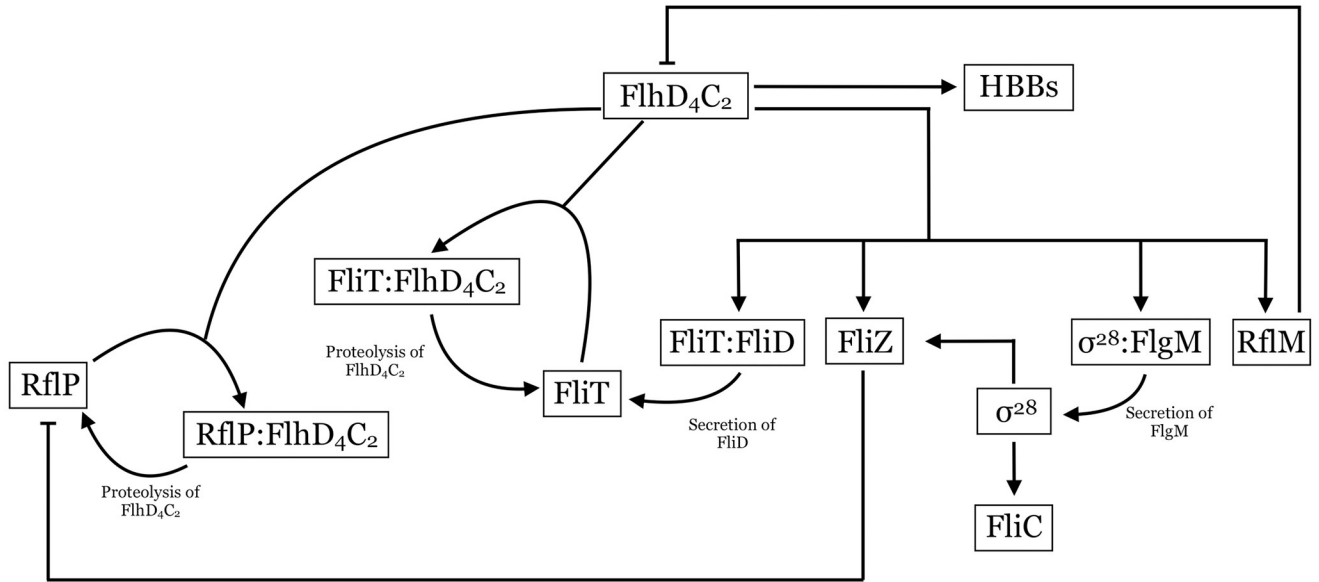 FlhD₄C₂
HBBs
FliT:FlhD₄C₂
FliT:FliD
FliZ
σ²⁸:FlgM
RflM
Proteolysis of
FlhD₄C₂
RflP
FliT
σ²⁸
Secretion of
FlgM
RflP:FlhD₄C₂
Secretion of
FliD
Proteolysis of
FlhD₄C₂
FliC